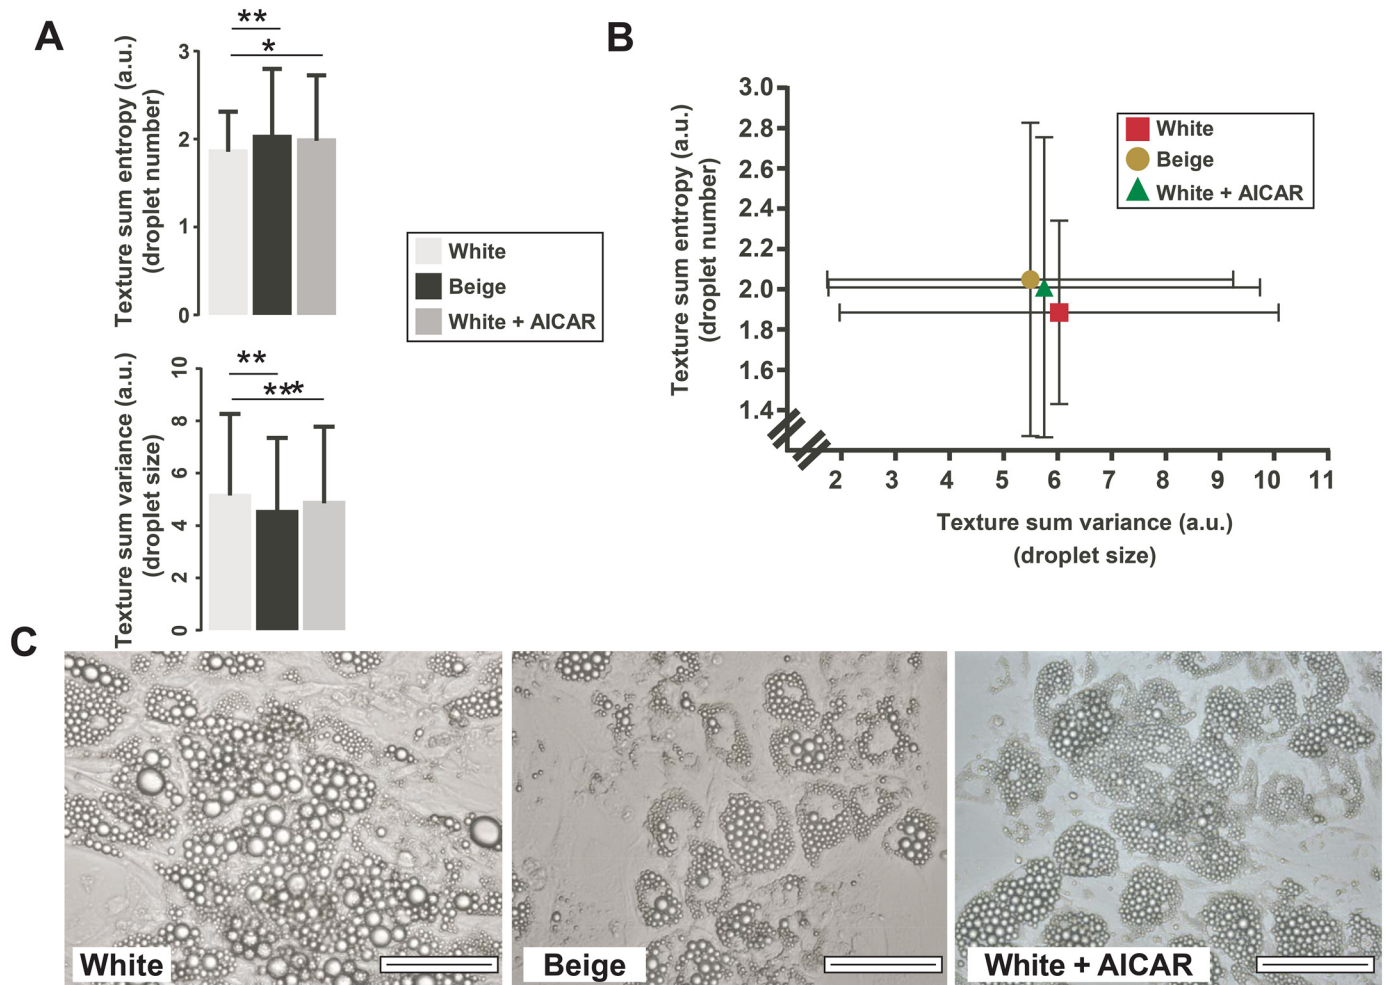 A
Texture sum entropy (a.u.)
(droplet number)
3
2
1
0
**
*
White
Beige
White + AICAR
Texture sum variance (a.u.)
(droplet size)
10
8
6
4
2
0
**
***
B
Texture sum entropy (a.u.)
(droplet number)
3.0
2.8
2.6
2.4
2.2
2.0
1.8
1.6
1.4
White
Beige
White + AICAR
2 3 4 5 6 7 8 9 10 11
Texture sum variance (a.u.)
(droplet size)
C
White
Beige
White + AICAR